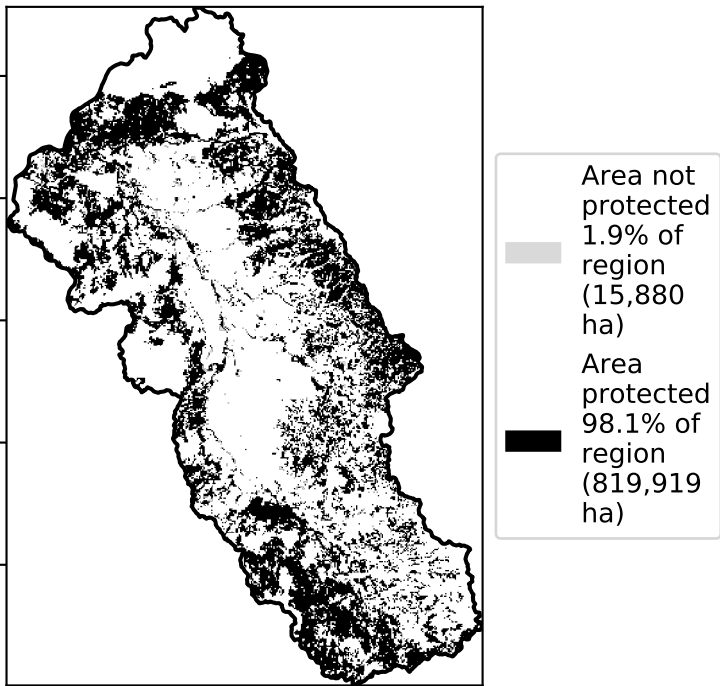 Area not
protected
1.9% of
region
(15,880
ha)
Area
protected
98.1% of
region
(819,919
ha)